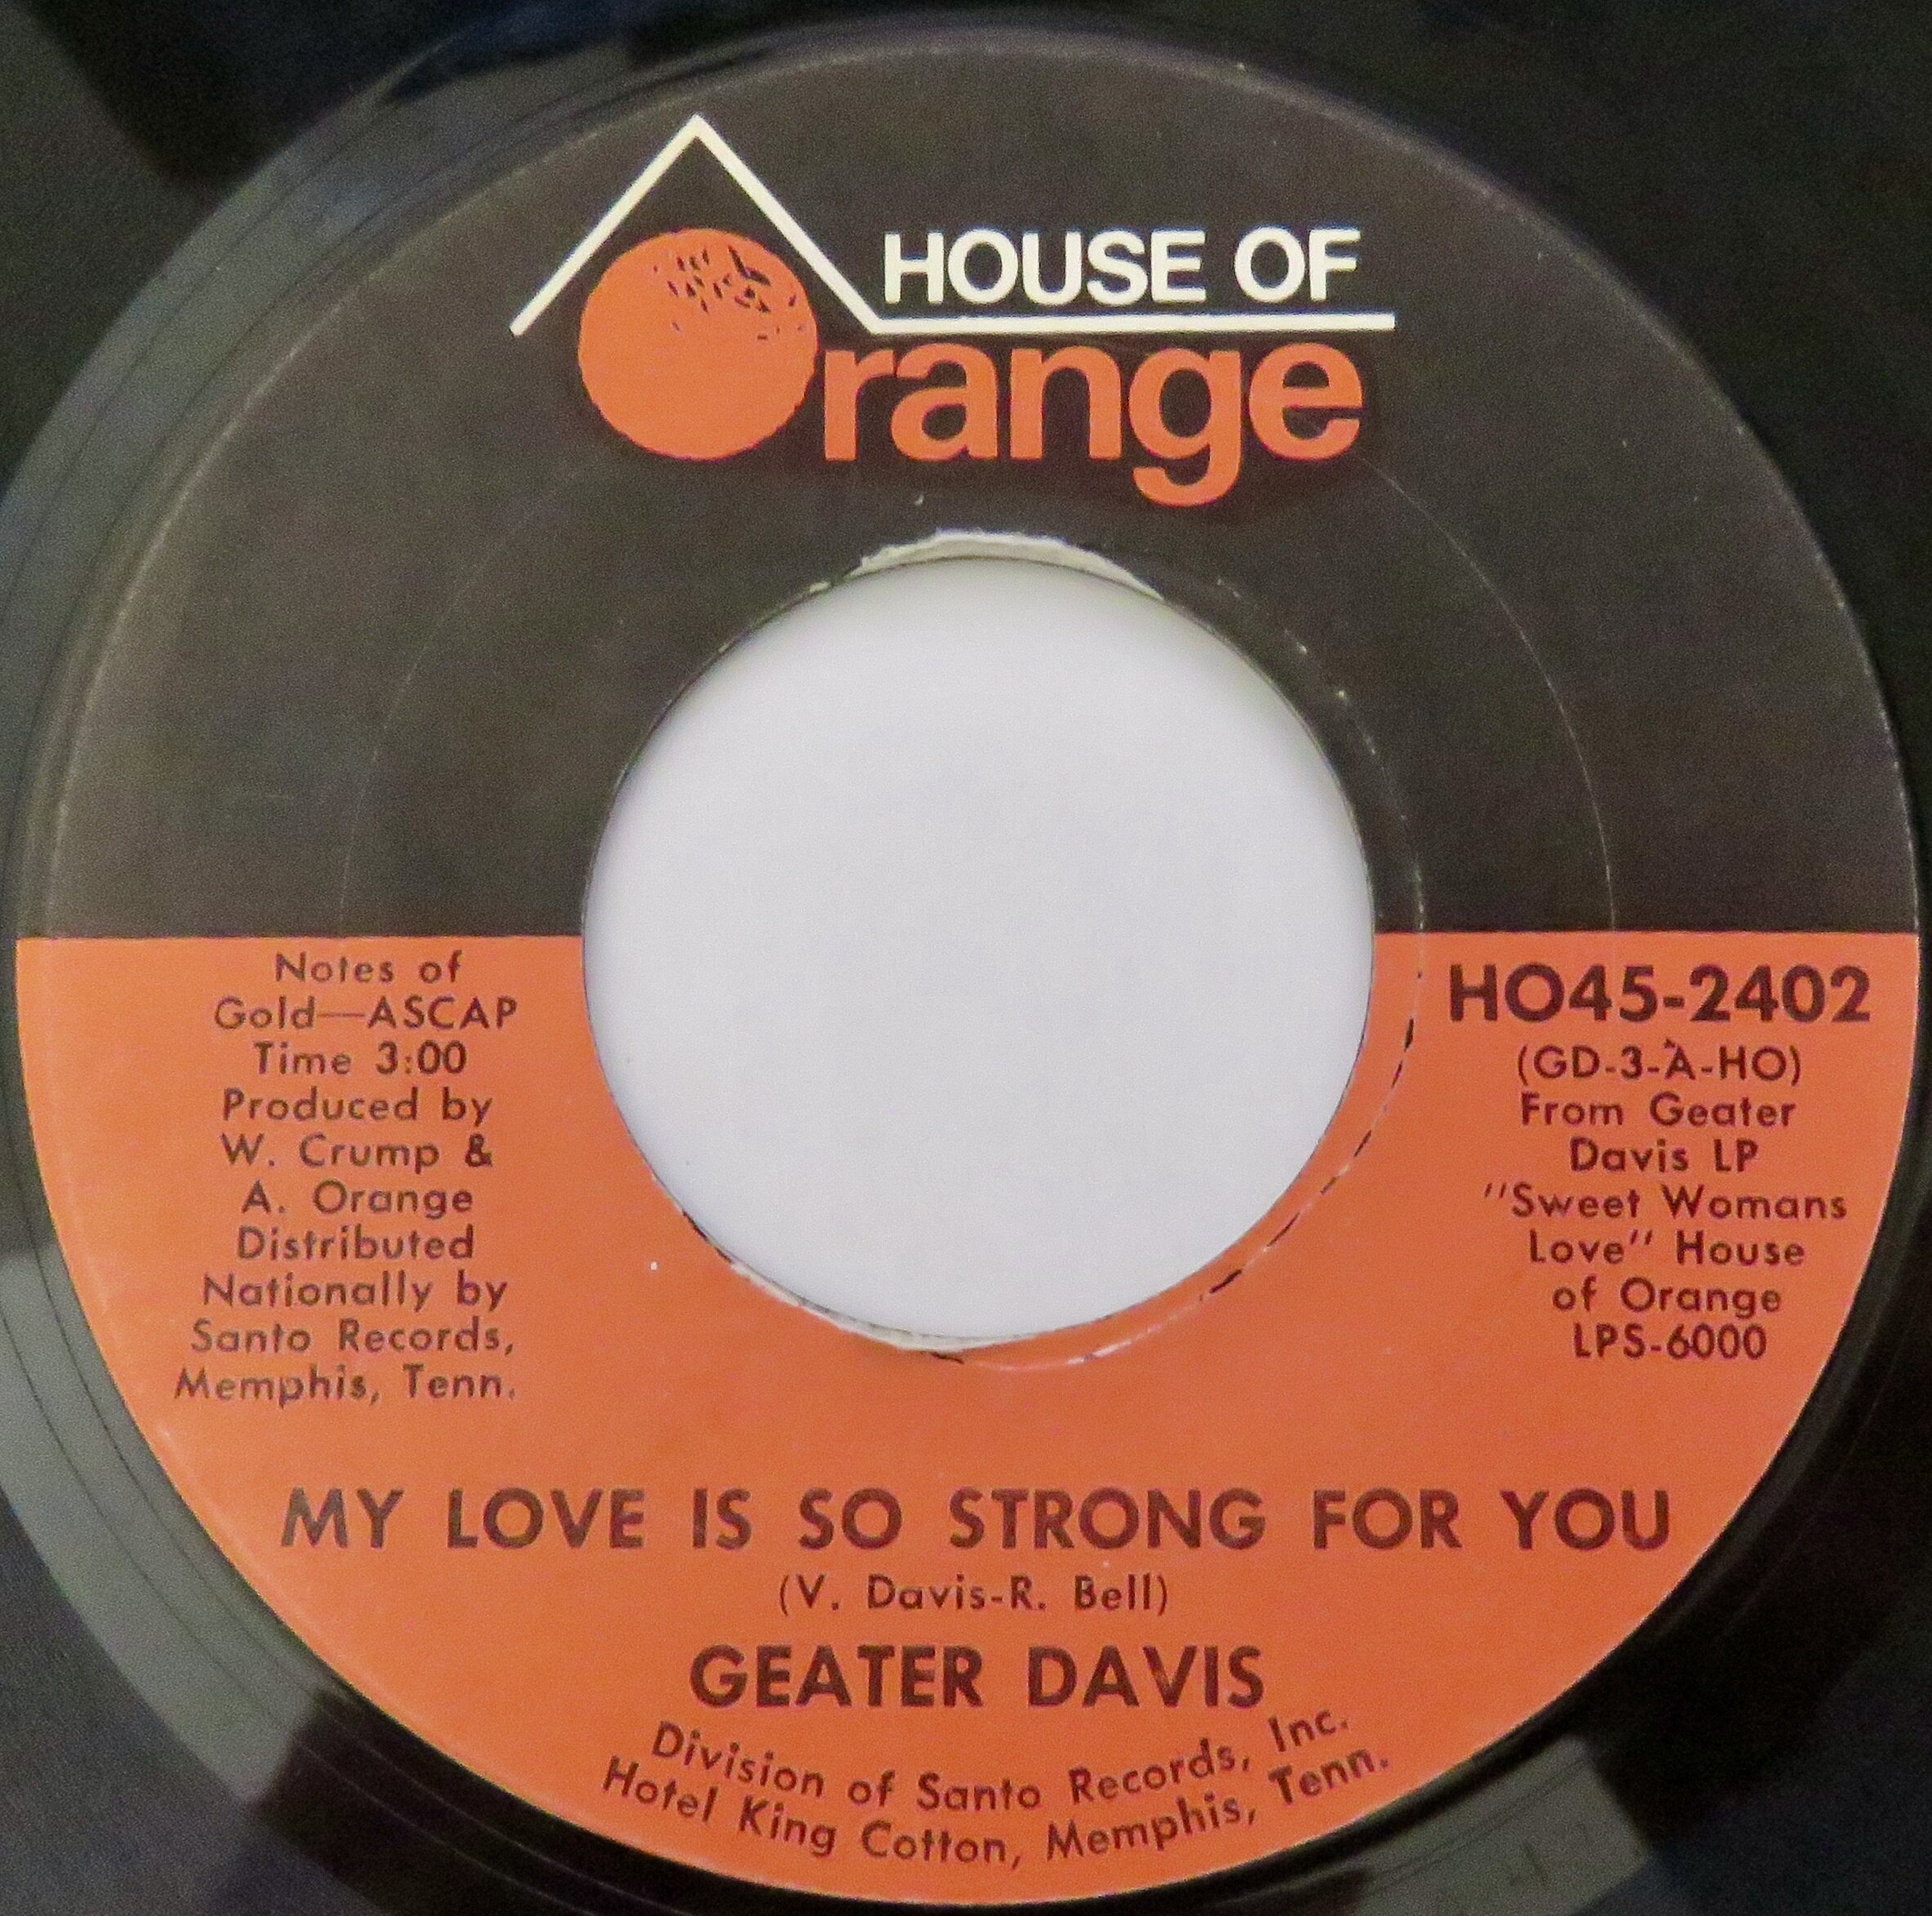 HOUSE OF
Orange
Notes of
Gold—ASCAP
Time 3:00
Produced by
W. Crump &
A. Orange
Distributed
Nationally by
Santo Records,
Memphis, Tenn.
HO45-2402
(GD-3-A-HO)
From Geater
Davis LP
"Sweet Womans
Love" House
of Orange
LPS-6000
MY LOVE IS SO STRONG FOR YOU
(V. Davis-R. Bell)
GEATER DAVIS
Division of Santo Records, Inc.
Hotel King Cotton, Memphis, Tenn.